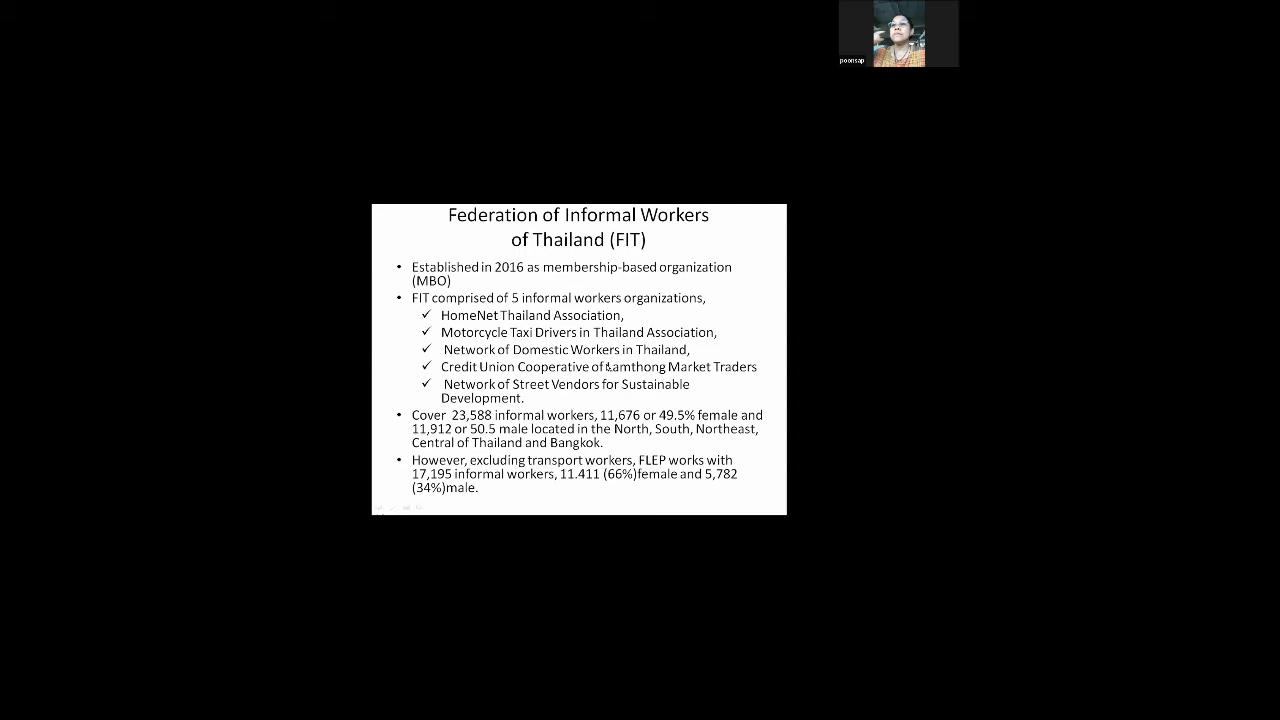 poonsap
Federation of Informal Workers
of Thailand (FIT)
• Established in 2016 as membership-based organization
(MBO)
• FIT comprised of 5 informal workers organizations,
✓ HomeNet Thailand Association,
✓ Motorcycle Taxi Drivers in Thailand Association,
✓ Network of Domestic Workers in Thailand,
✓ Credit Union Cooperative of Lamthong Market Traders
✓ Network of Street Vendors for Sustainable
Development.
• Cover 23,588 informal workers, 11,676 or 49.5% female and
11,912 or 50.5 male located in the North, South, Northeast,
Central of Thailand and Bangkok.
• However, excluding transport workers, FLEP works with
17,195 informal workers, 11.411 (66%)female and 5,782
(34%)male.